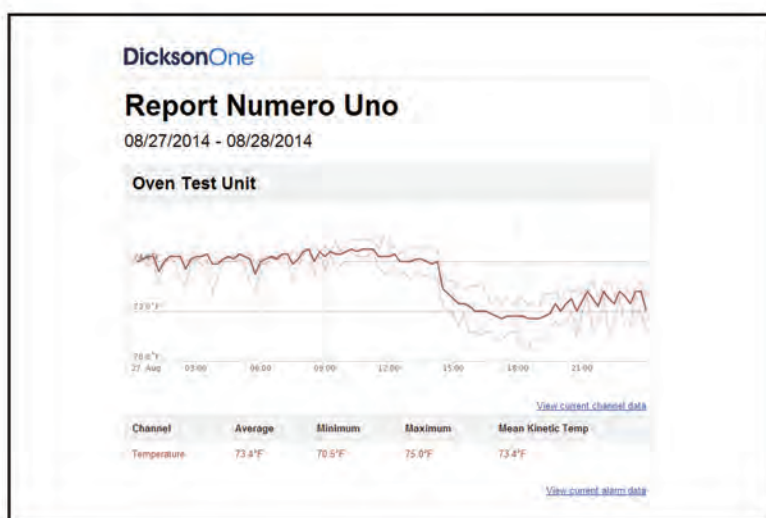 DicksonOne
Report Numero Uno
08/27/2014 - 08/28/2014
Oven Test Unit
72.0°F
70.0°F
27. Aug 03:00 06:00 09:00 12:00 15:00 18:00 21:00
View current channel data
Channel Average Minimum Maximum Mean Kinetic Temp
Temperature 73.4°F 70.5°F 75.0°F 73.4°F
View current alarm data